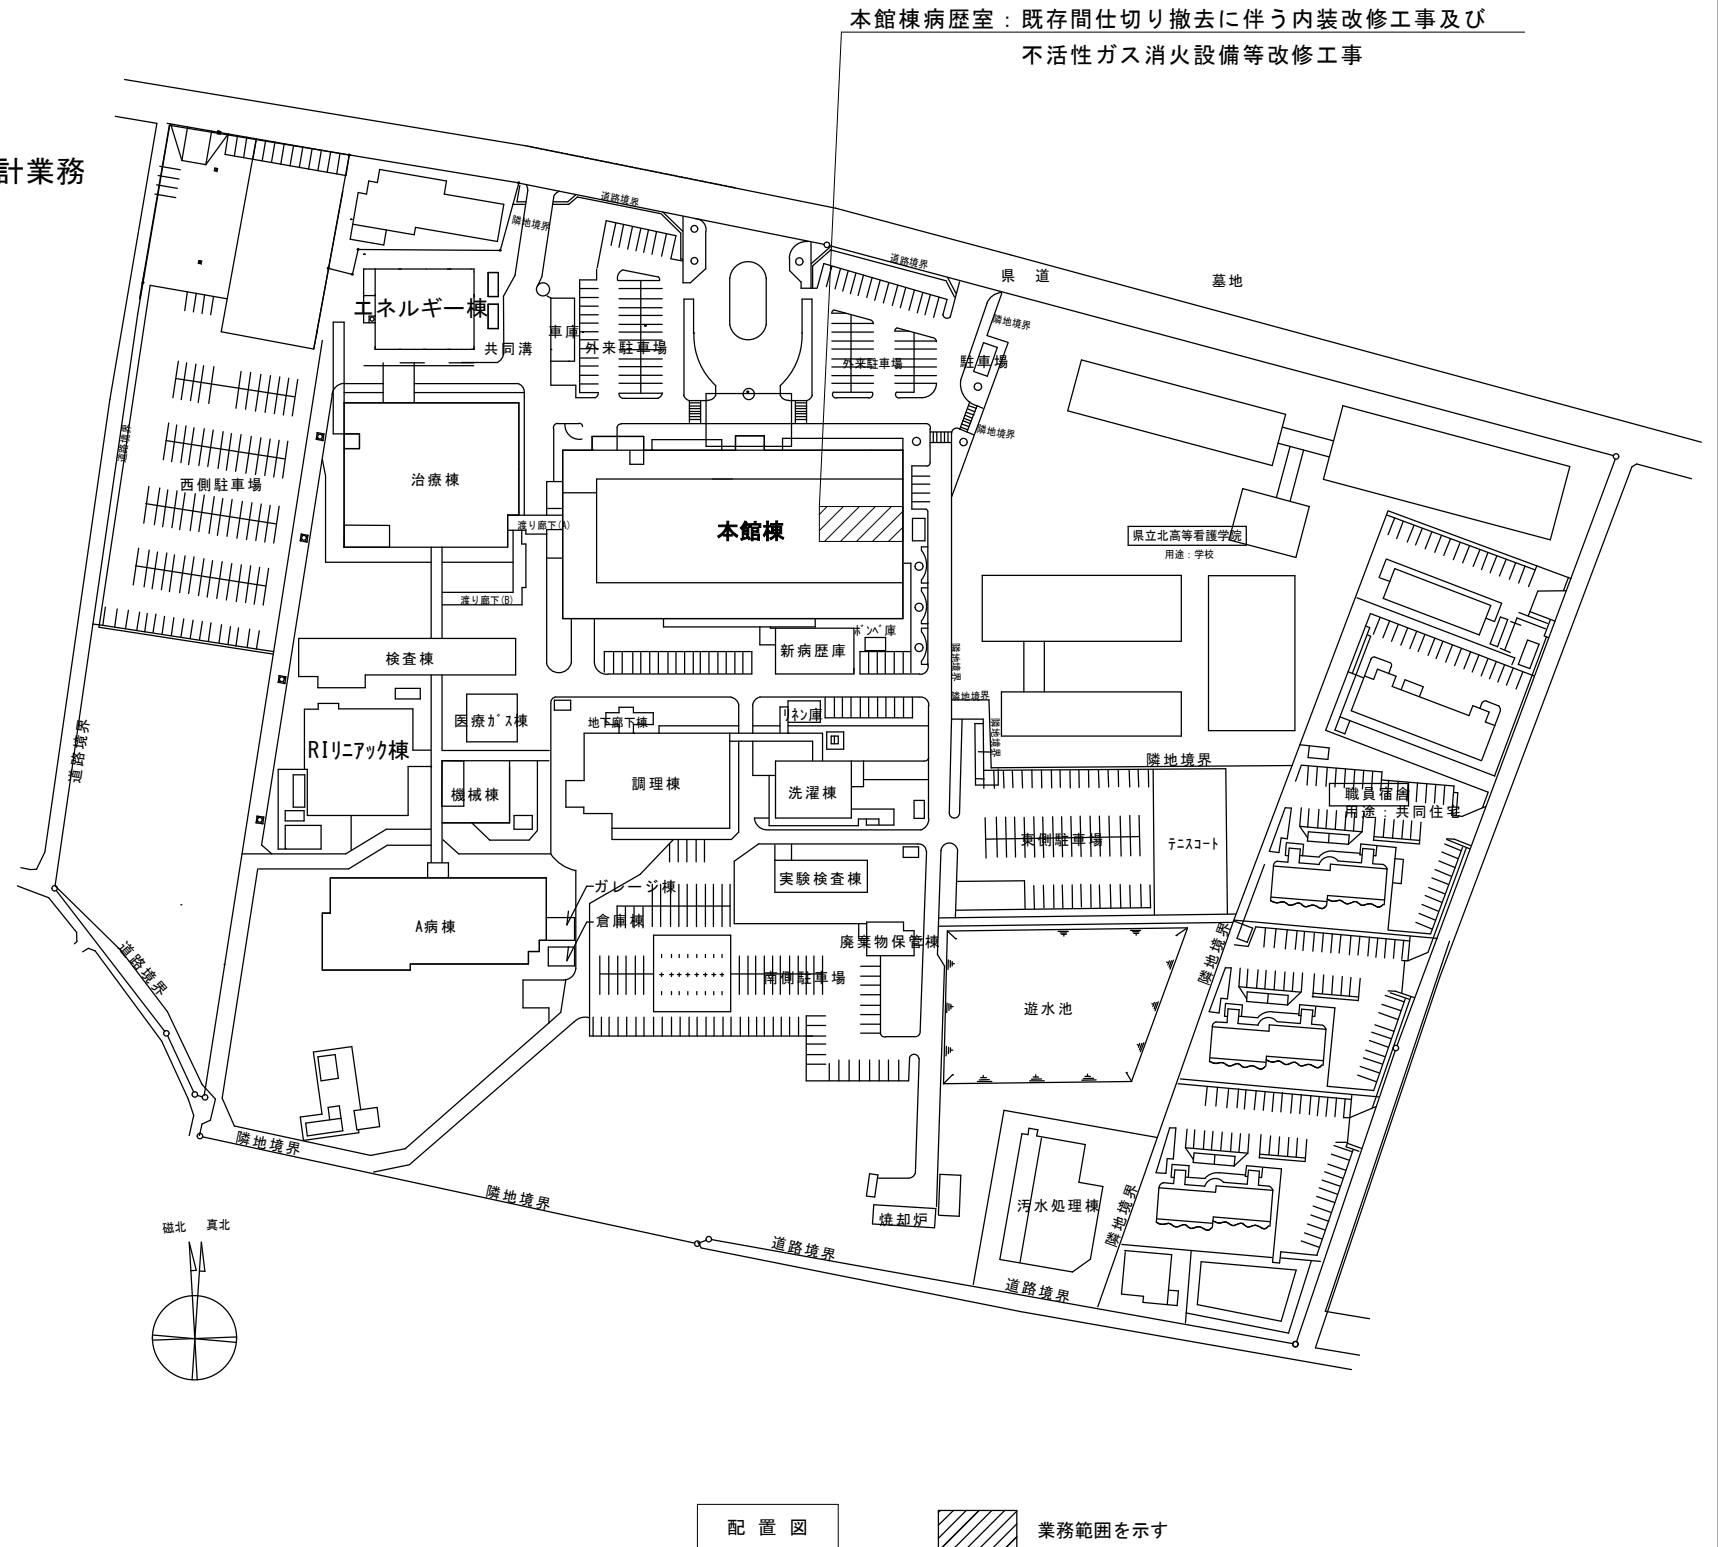 本館棟病歴室：既存間仕切り撤去に伴う内装改修工事及び
不活性ガス消火設備等改修工事
計業務
道路境界
隣地境界
道路境界
県　道
墓地
エネルギー棟
共同溝
車庫
外来駐車場
外来駐車場
隣地境界
駐車場
隣地境界
道路境界
西側駐車場
治療棟
渡り廊下(A)
本館棟
県立北高等看護学院
用途：学校
渡り廊下(B)
検査棟
新病歴庫
ボンベ庫
隣地境界
隣地境界
隣地境界
道路境界
RIリニアック棟
医療ガス棟
地下廊下棟
リネン庫
機械棟
調理棟
洗濯棟
隣地境界
職員宿舎
用途：共同住宅
東側駐車場
テニスコート
実験検査棟
ガレージ棟
倉庫棟
A病棟
廃棄物保管棟
南側駐車場
遊水池
隣地境界
道路境界
隣地境界
隣地境界
焼却炉
汚水処理棟
隣地境界
道路境界
道路境界
磁北　真北
配 置 図
業務範囲を示す